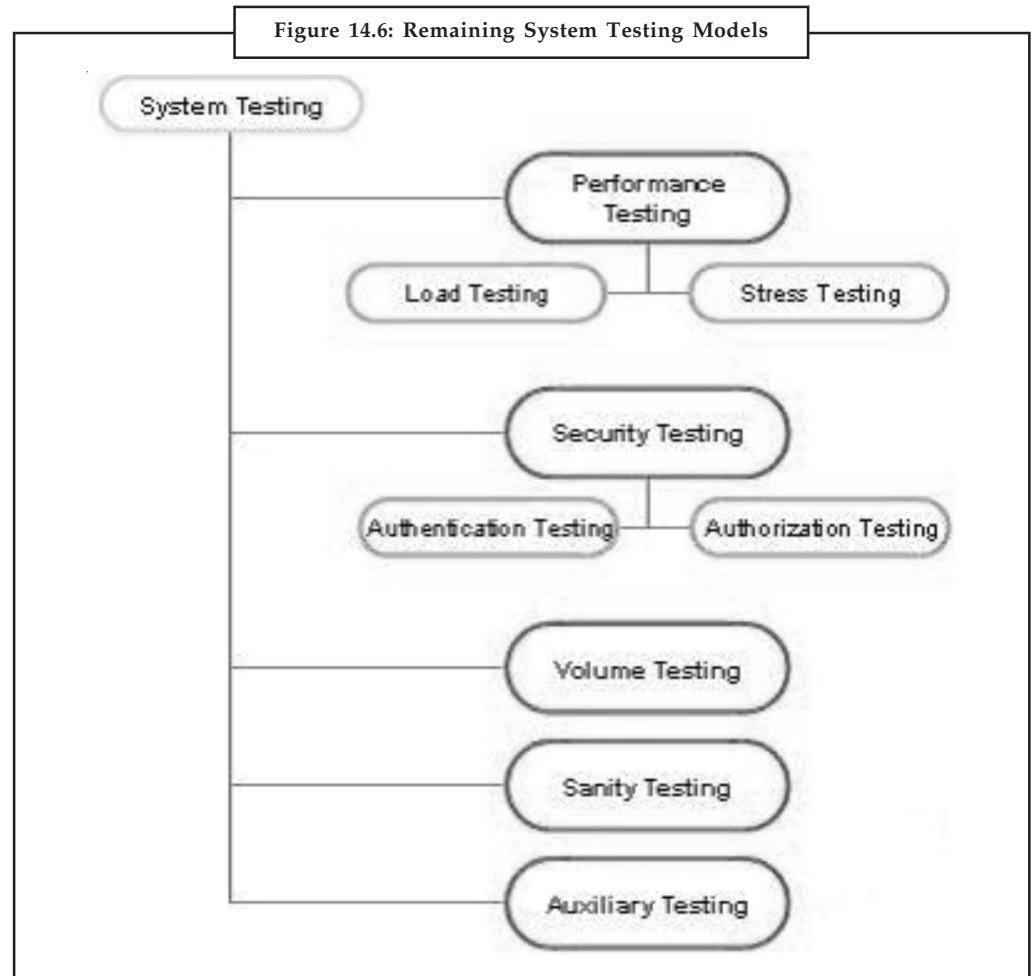 Figure 14.6: Remaining System Testing Models
System Testing
Performance
Testing
Load Testing
Stress Testing
Security Testing
Authentication Testing
Authorization Testing
Volume Testing
Sanity Testing
Auxiliary Testing